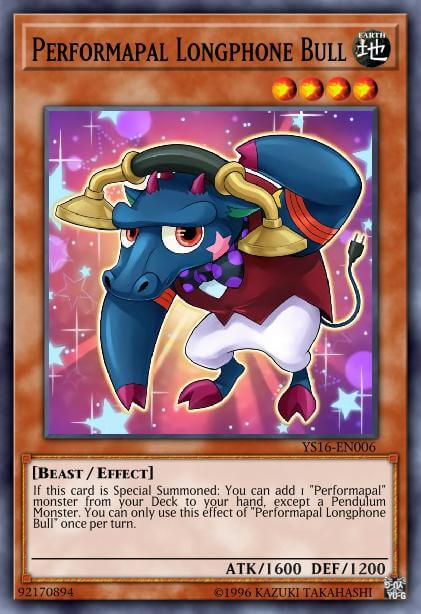 PERFORMAPAL LONGPHONE BULL
EARTH
地
YS16-EN006
[BEAST / EFFECT]
If this card is Special Summoned: You can add 1 "Performapal"
monster from your Deck to your hand, except a Pendulum
Monster. You can only use this effect of "Performapal Longphone
Bull" once per turn.
ATK/1600 DEF/1200
92170894
©1996 KAZUKI TAKAHASHI